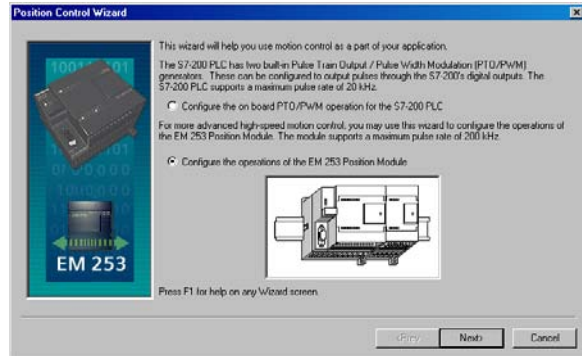 Position Control Wizard
This wizard will help you use motion control as a part of your application.
The S7-200 PLC has two built-in Pulse Train Output / Pulse Width Modulation (PTO/PWM)
generators. These can be configured to output pulses through the S7-200's digital outputs. The
S7-200 PLC supports a maximum pulse rate of 20 kHz.
Configure the on board PTO/PWM operation for the S7-200 PLC
For more advanced high-speed motion control, you may use this wizard to configure the operations of
the EM 253 Position Module. The module supports a maximum pulse rate of 200 kHz.
Configure the operations of the EM 253 Position Module
EM 253
Press F1 for help on any Wizard screen.
<Prev
Next>
Cancel